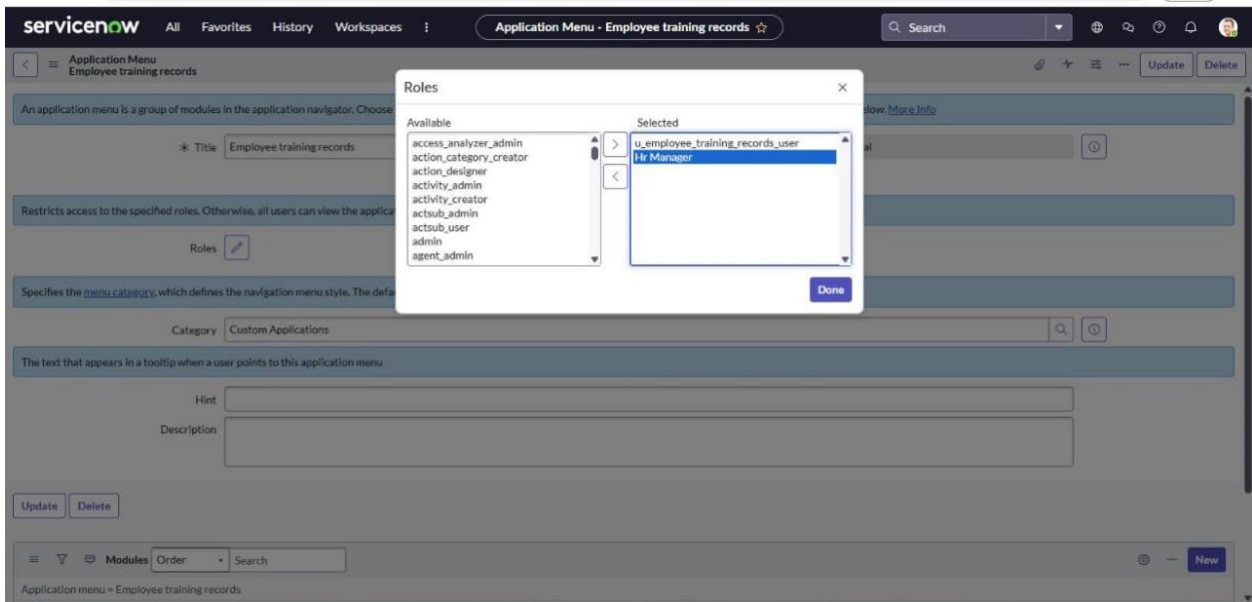 servicenow All Favorites History Workspaces Application Menu - Employee training records Search
Application Menu
Employee training records
Update Delete
An application menu is a group of modules in the application navigator. Choose
low. More Info
Title Employee training records
al
Restricts access to the specified roles. Otherwise, all users can view the applica
Roles
Specifies the menu category, which defines the navigation menu style. The defa
Roles
Available
access_analyzer_admin
action_category_creator
action_designer
activity_admin
activity_creator
actsub_admin
actsub_user
admin
agent_admin
Selected
u_employee_training_records_user
Hr Manager
Done
Category Custom Applications
The text that appears in a tooltip when a user points to this application menu
Hint
Description
Update Delete
Modules Order Search New
Application menu = Employee training records